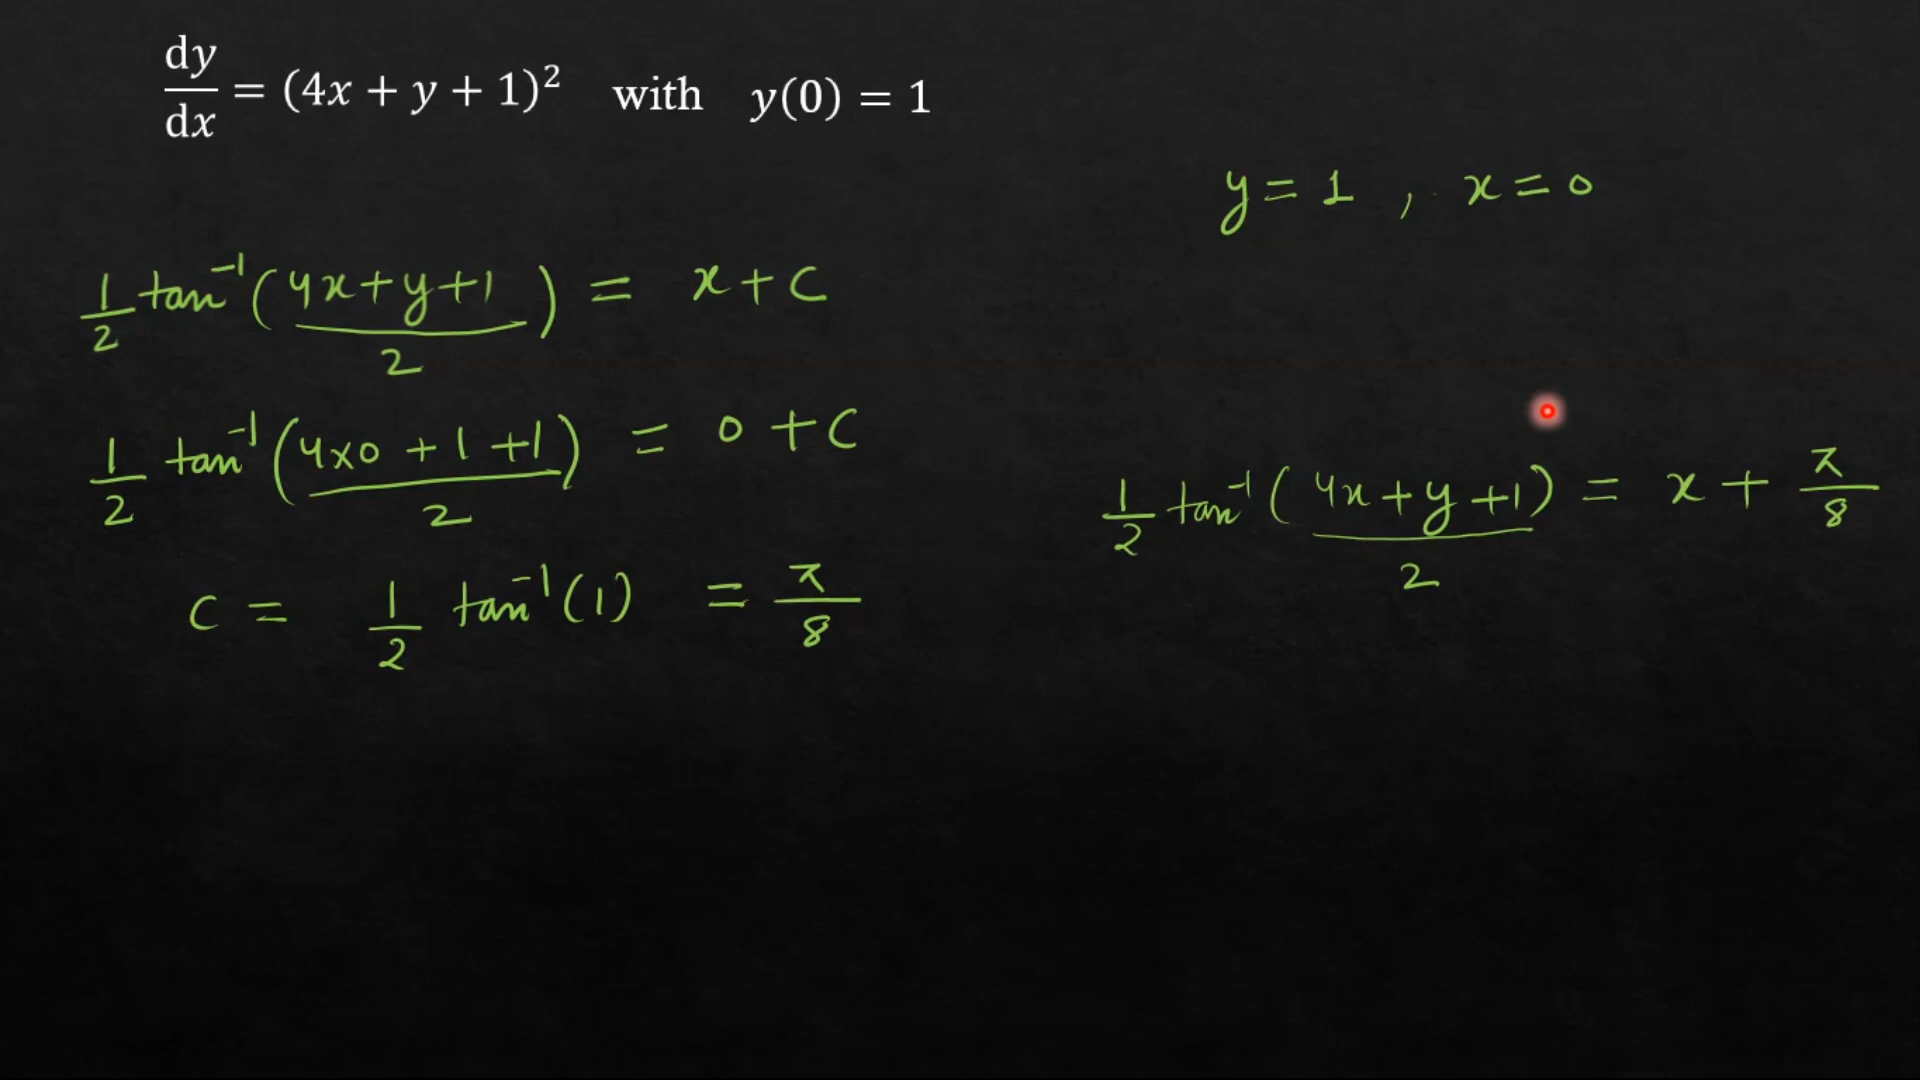 dy/dx = (4x + y + 1)² with y(0) = 1
y = 1 , x = 0
1/2 tan⁻¹((4x+y+1)/2) = x + C
1/2 tan⁻¹((4×0 + 1 + 1)/2) = 0 + C
C = 1/2 tan⁻¹(1) = π/8
1/2 tan⁻¹((4x+y+1)/2) = x + π/8